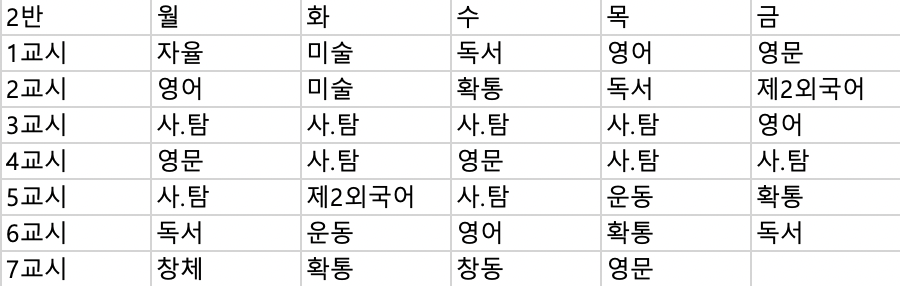 2반 월 화 수 목 금
1교시 자율 미술 독서 영어 영문
2교시 영어 미술 확통 독서 제2외국어
3교시 사.탐 사.탐 사.탐 사.탐 영어
4교시 영문 사.탐 영문 사.탐 사.탐
5교시 사.탐 제2외국어 사.탐 운동 확통
6교시 독서 운동 영어 확통 독서
7교시 창체 확통 창동 영문